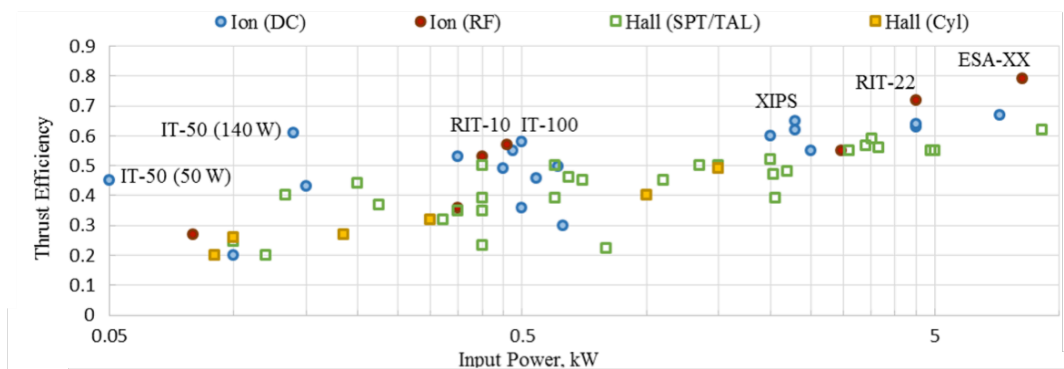 Ion (DC) Ion (RF) Hall (SPT/TAL) Hall (Cyl)
0.9
ESA-XX
0.8
RIT-22
0.7
XIPS
IT-50 (140 W)
RIT-10 IT-100
0.6
0.5
IT-50 (50 W)
0.4
0.3
0.2
0.1
0
Thrust Efficiency
0.05 0.5 5
Input Power, kW